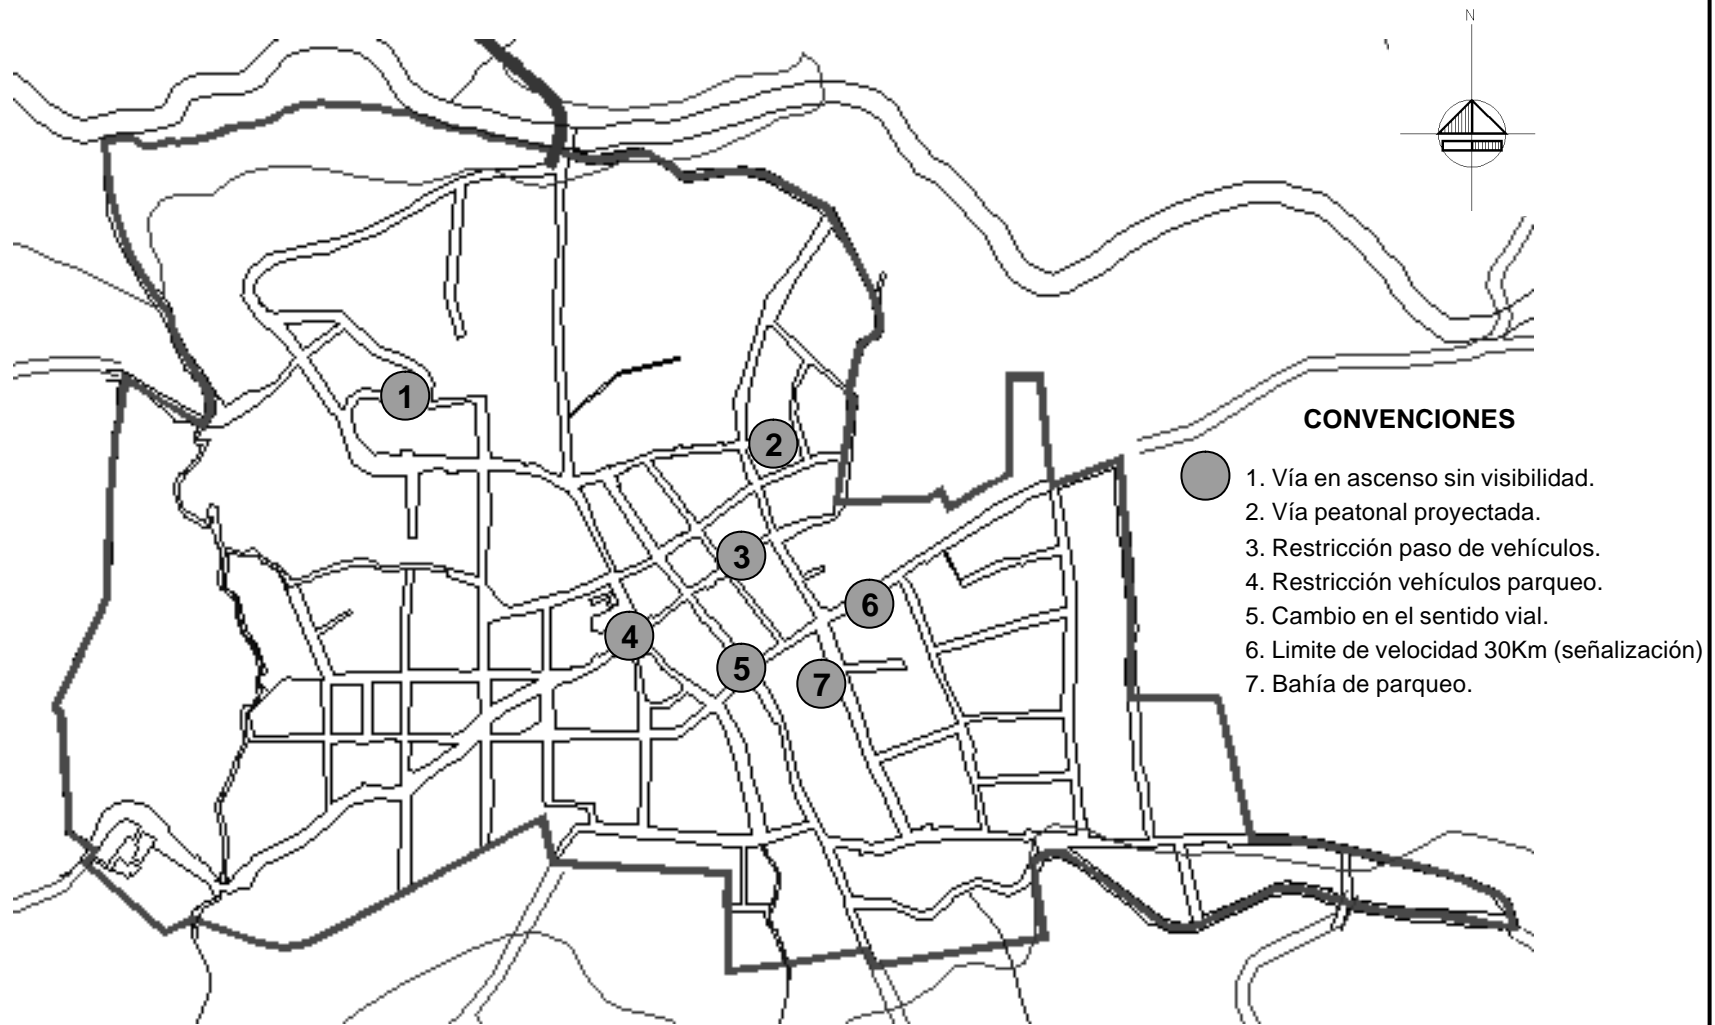 N
1
2
3
4
5
6
7
CONVENCIONES
1. Vía en ascenso sin visibilidad.
2. Vía peatonal proyectada.
3. Restricción paso de vehículos.
4. Restricción vehículos parqueo.
5. Cambio en el sentido vial.
6. Limite de velocidad 30Km (señalización)
7. Bahía de parqueo.